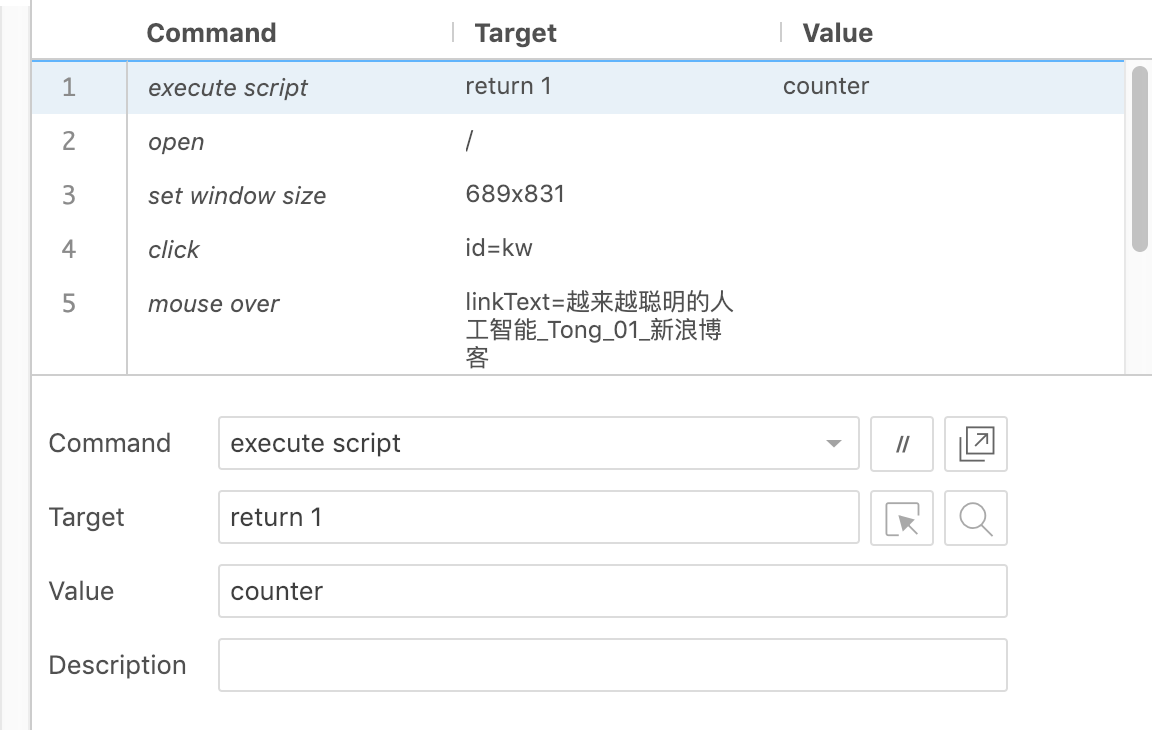 Command Target Value
1 execute script return 1 counter
2 open /
3 set window size 689x831
4 click id=kw
5 mouse over linkText=越来越聪明的人
工智能_Tong_01_新浪博
客
Command execute script //
Target return 1
Value counter
Description